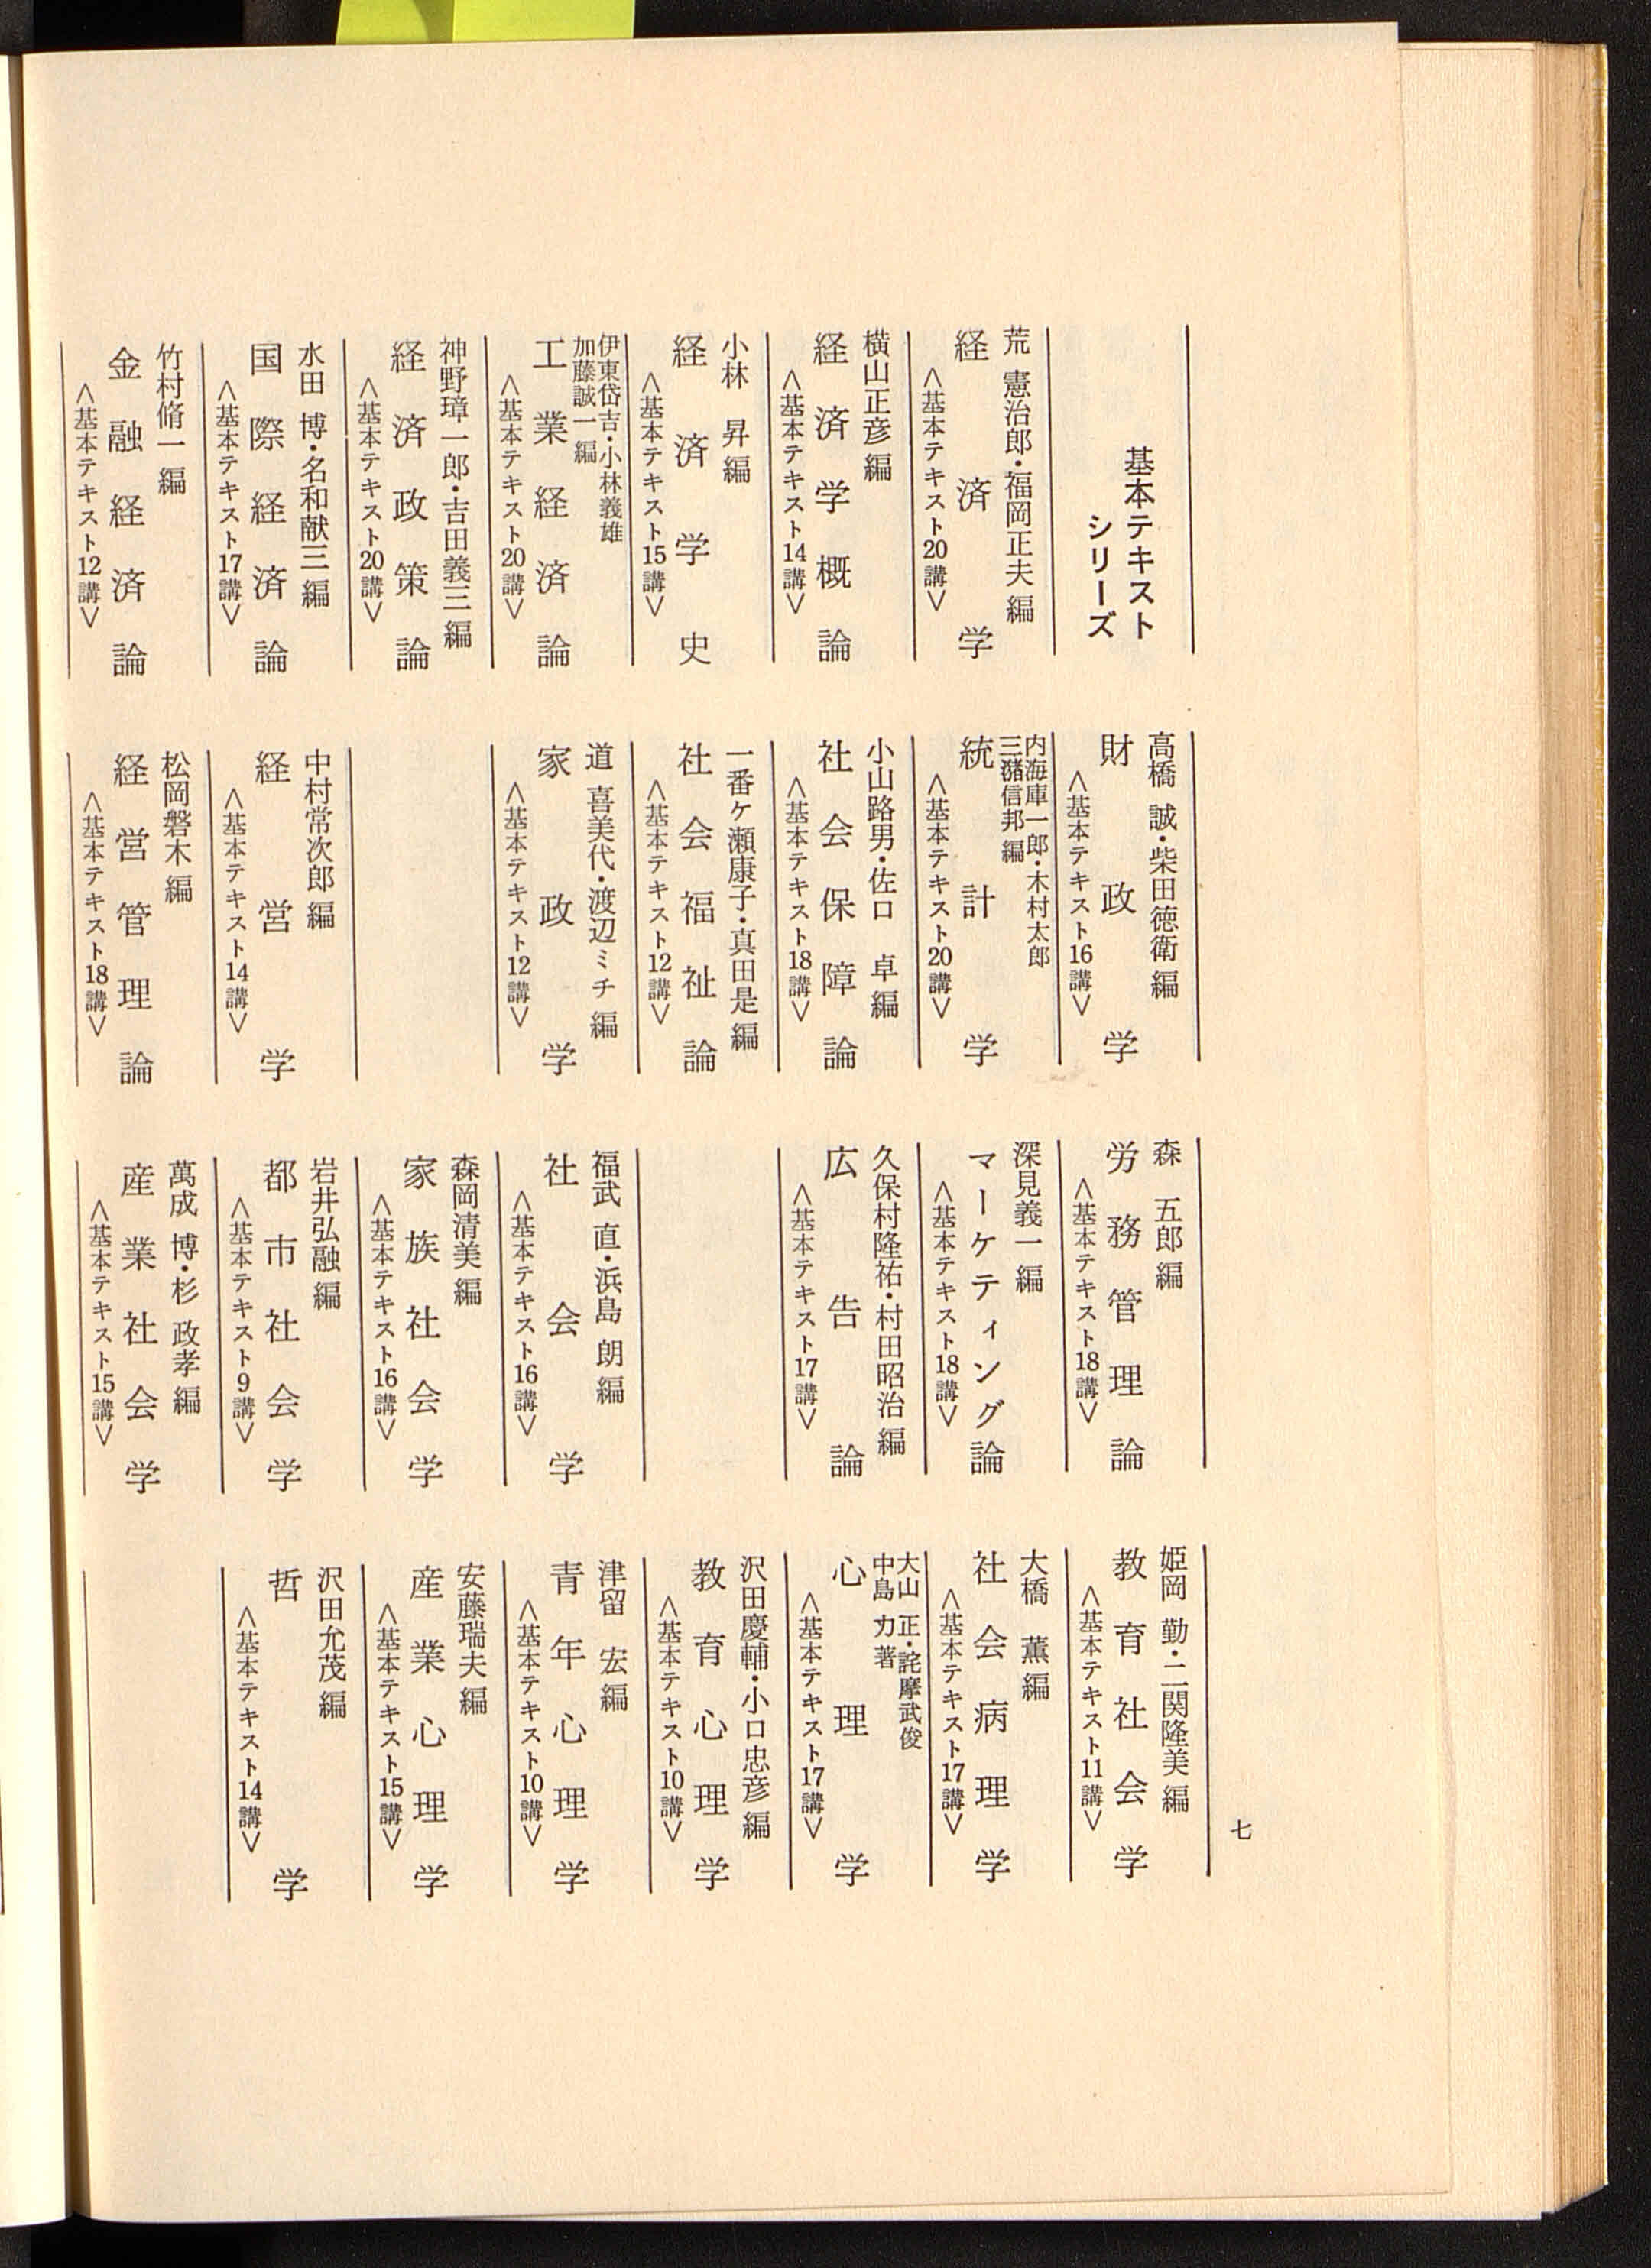 基本テキスト
シリーズ
荒 憲治郎・福岡正夫 編
経済学
<基本テキスト20講>
横山正彦 編
経済学概論
<基本テキスト14講>
小林 昇 編
経済学史
<基本テキスト15講>
伊東岱吉・小林義雄
加藤誠一 編
工業経済論
<基本テキスト20講>
神野璋一郎・吉田義三 編
経済政策論
<基本テキスト20講>
水田 博・名和献三 編
国際経済論
<基本テキスト17講>
竹村脩一 編
金融経済論
<基本テキスト12講>
高橋 誠・柴田徳衛 編
財政学
<基本テキスト16講>
内海庫一郎・木村太郎
三潴信邦 編
統計学
<基本テキスト20講>
小山路男・佐口 卓 編
社会保障論
<基本テキスト18講>
一番ケ瀬康子・真田是 編
社会福祉論
<基本テキスト12講>
道 喜美代・渡辺ミチ 編
家政学
<基本テキスト12講>
中村常次郎 編
経営学
<基本テキスト14講>
松岡磐木 編
経営管理論
<基本テキスト18講>
森 五郎 編
労務管理論
<基本テキスト18講>
深見義一 編
マーケティング論
<基本テキスト18講>
久保村隆祐・村田昭治 編
広告論
<基本テキスト17講>
福武 直・浜島 朗 編
社会学
<基本テキスト16講>
森岡清美 編
家族社会学
<基本テキスト16講>
岩井弘融 編
都市社会学
<基本テキスト9講>
萬成 博・杉 政孝 編
産業社会学
<基本テキスト15講>
姫岡 勤・二関隆美 編
教育社会学
<基本テキスト11講>
大橋 薫 編
社会病理学
<基本テキスト17講>
大山 正・詫摩武俊
中島 力 著
心理学
<基本テキスト17講>
沢田慶輔・小口忠彦 編
教育心理学
<基本テキスト10講>
津留 宏 編
青年心理学
<基本テキスト10講>
安藤瑞夫 編
産業心理学
<基本テキスト15講>
沢田允茂 編
哲学
<基本テキスト14講>
七